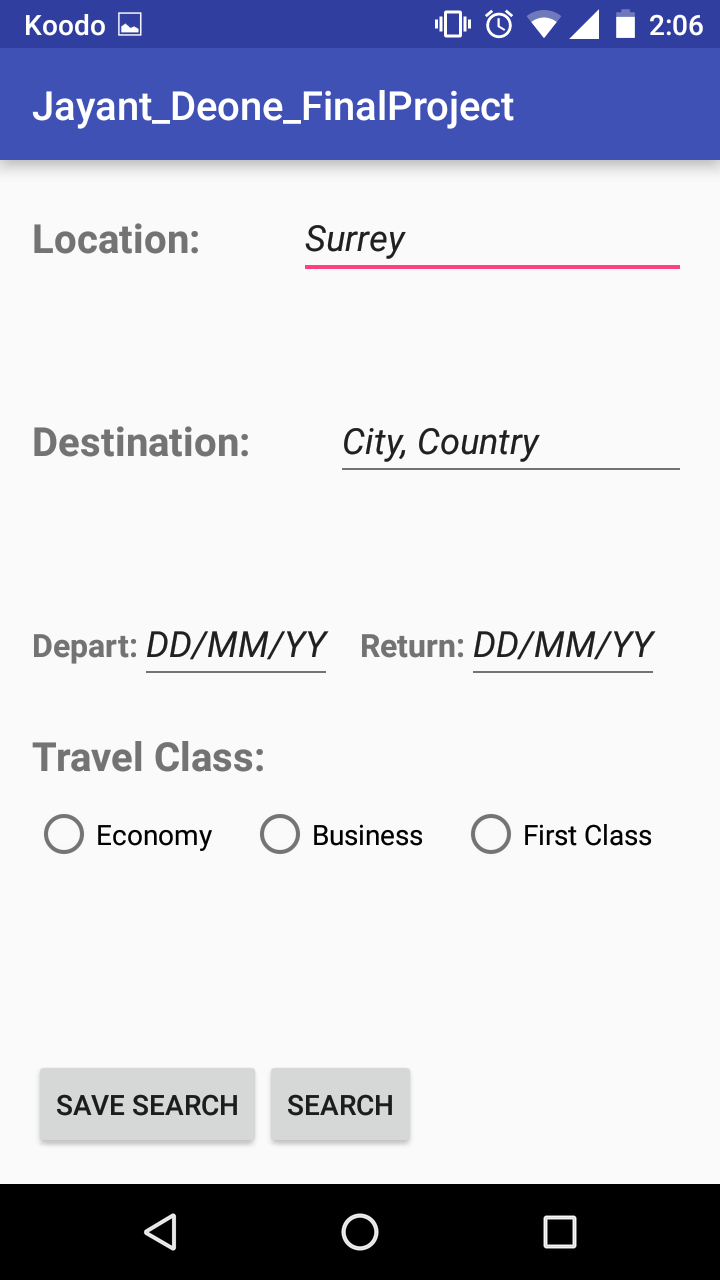 Koodo 2:06
Jayant_Deone_FinalProject
Location: Surrey
Destination: City, Country
Depart: DD/MM/YY Return: DD/MM/YY
Travel Class:
Economy Business First Class
SAVE SEARCH SEARCH